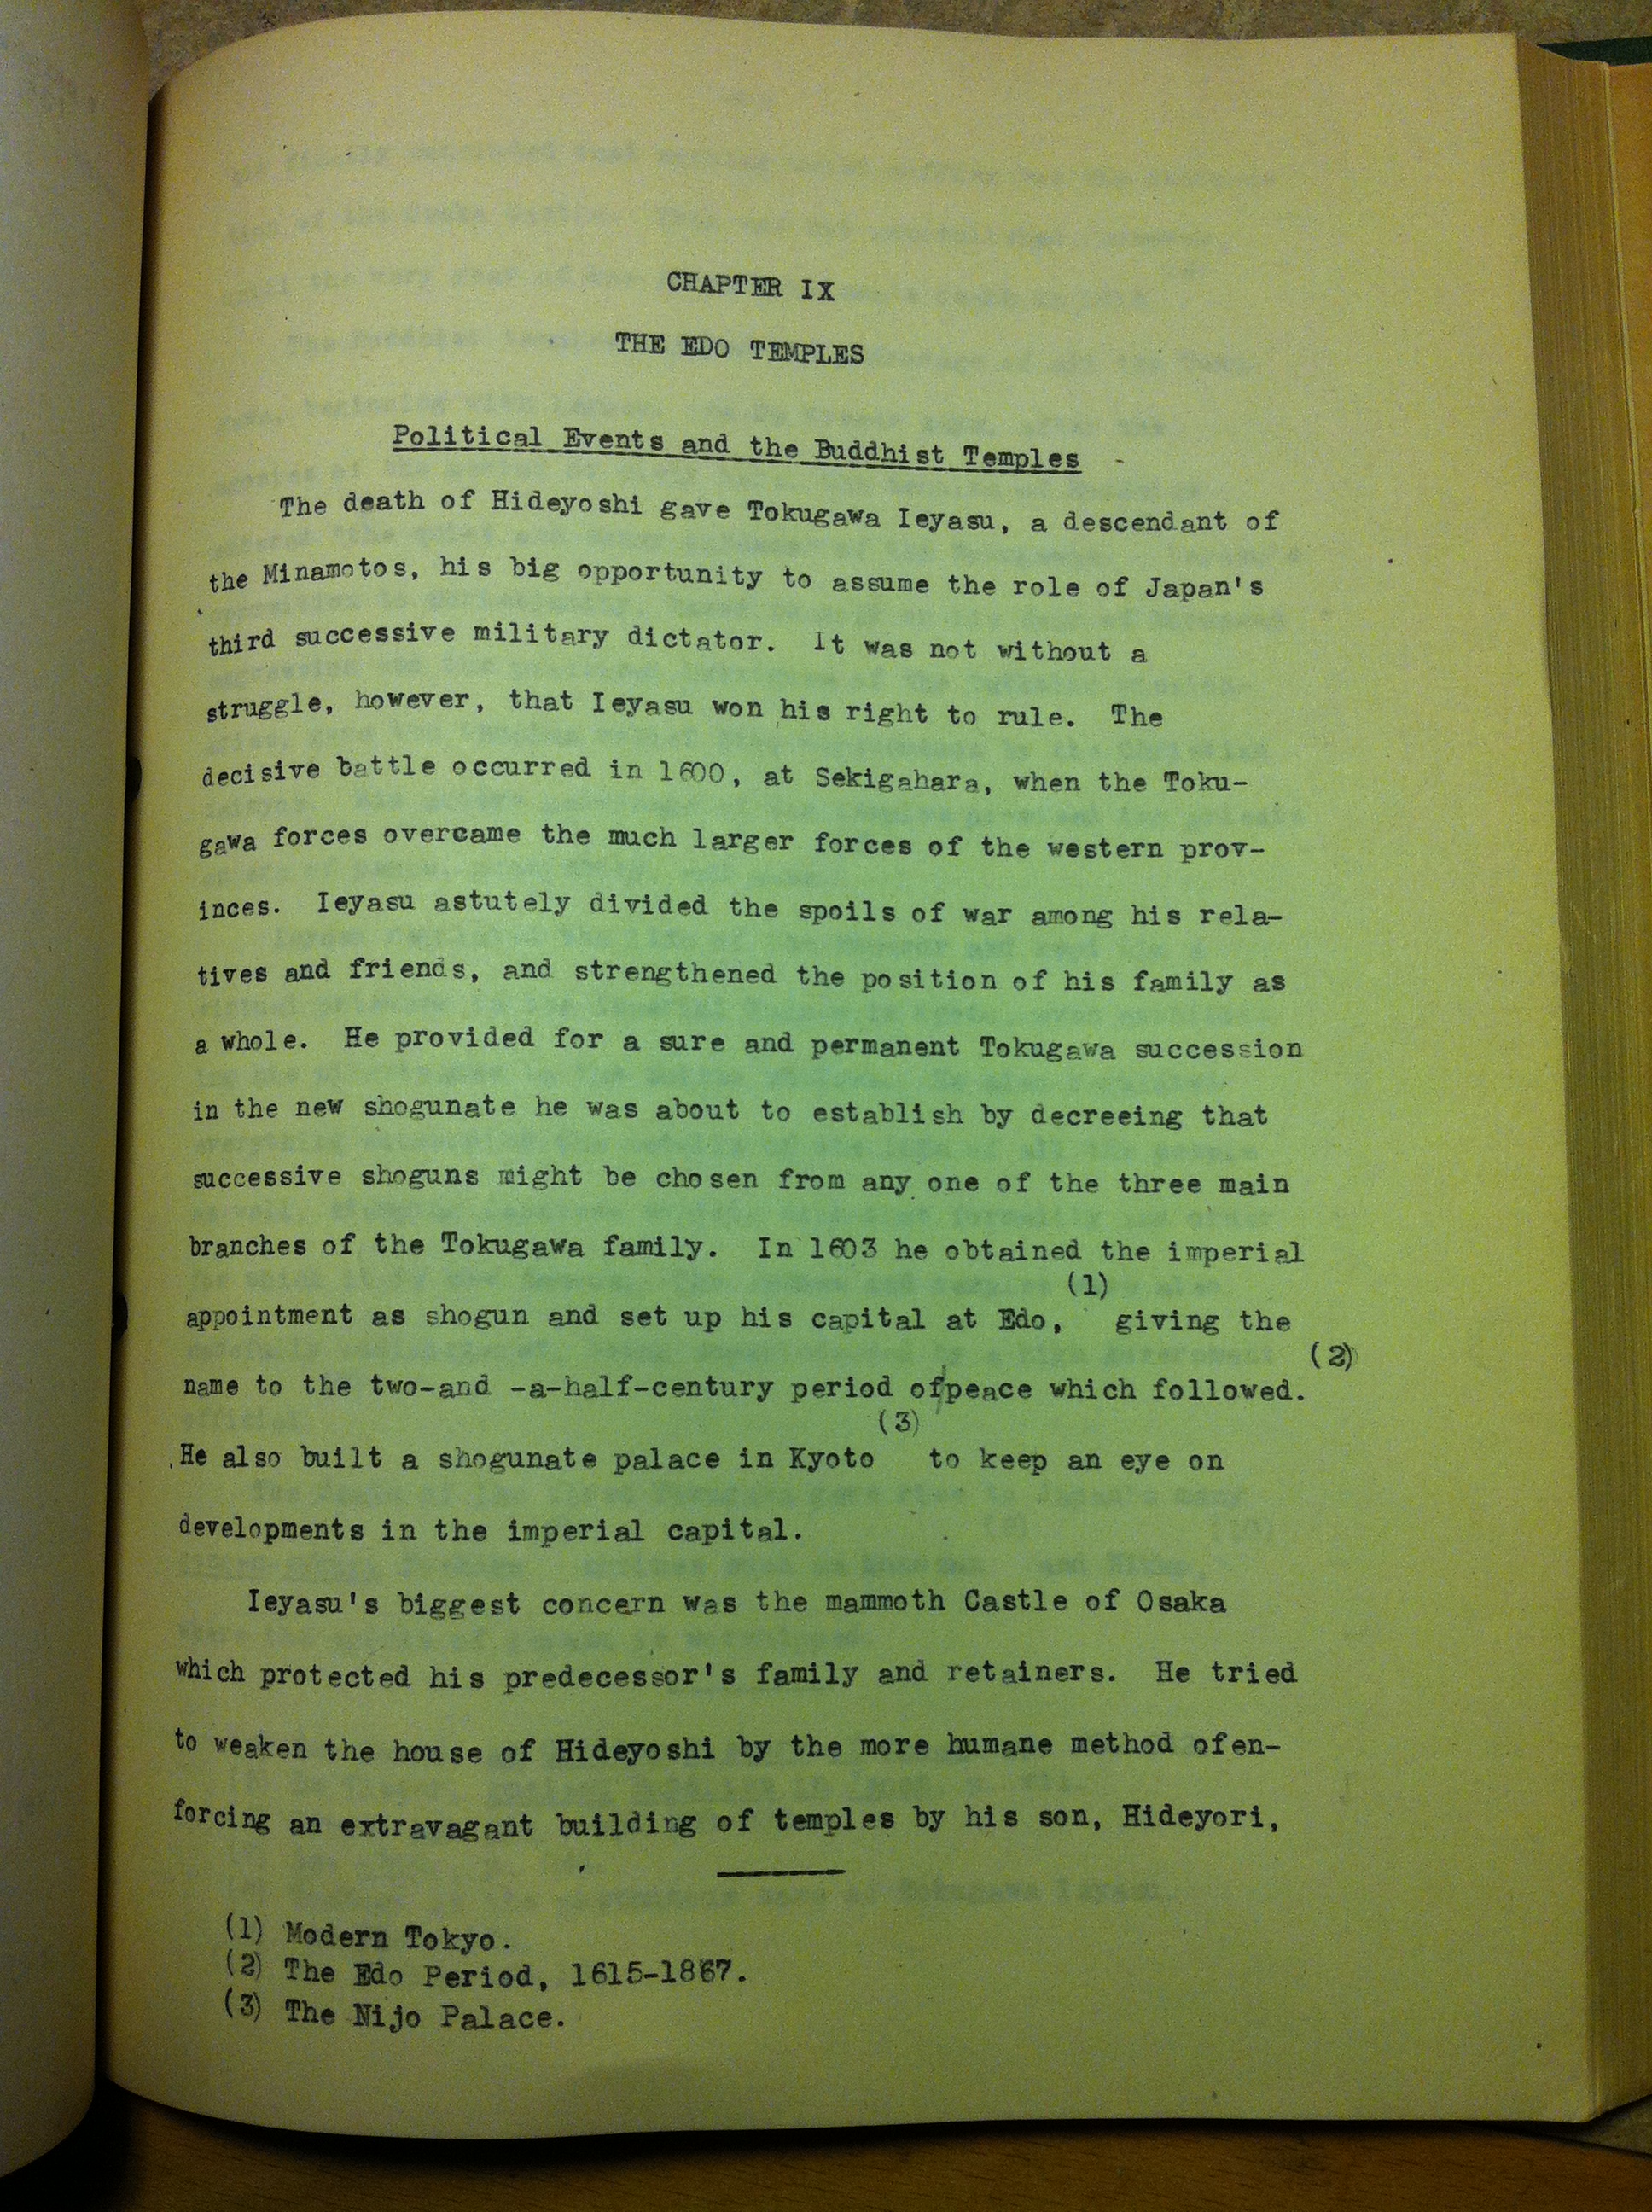 CHAPTER IX
THE EDO TEMPLES
Political Events and the Buddhist Temples -
The death of Hideyoshi gave Tokugawa Ieyasu, a descendant of
the Minamotos, his big opportunity to assume the role of Japan's
third successive military dictator. It was not without a
struggle, however, that Ieyasu won his right to rule. The
decisive battle occurred in 1600, at Sekigahara, when the Toku-
gawa forces overcame the much larger forces of the western prov-
inces. Ieyasu astutely divided the spoils of war among his rela-
tives and friends, and strengthened the position of his family as
a whole. He provided for a sure and permanent Tokugawa succession
in the new shogunate he was about to establish by decreeing that
successive shoguns might be chosen from any one of the three main
branches of the Tokugawa family. In 1603 he obtained the imperial
appointment as shogun and set up his capital at Edo, (1) giving the
name to the two-and -a-half-century period of/peace which followed. (2)
He also built a shogunate palace in Kyoto (3) to keep an eye on
developments in the imperial capital.
Ieyasu's biggest concern was the mammoth Castle of Osaka
which protected his predecessor's family and retainers. He tried
to weaken the house of Hideyoshi by the more humane method ofen-
forcing an extravagant building of temples by his son, Hideyori,
(1) Modern Tokyo.
(2) The Edo Period, 1615-1867.
(3) The Nijo Palace.